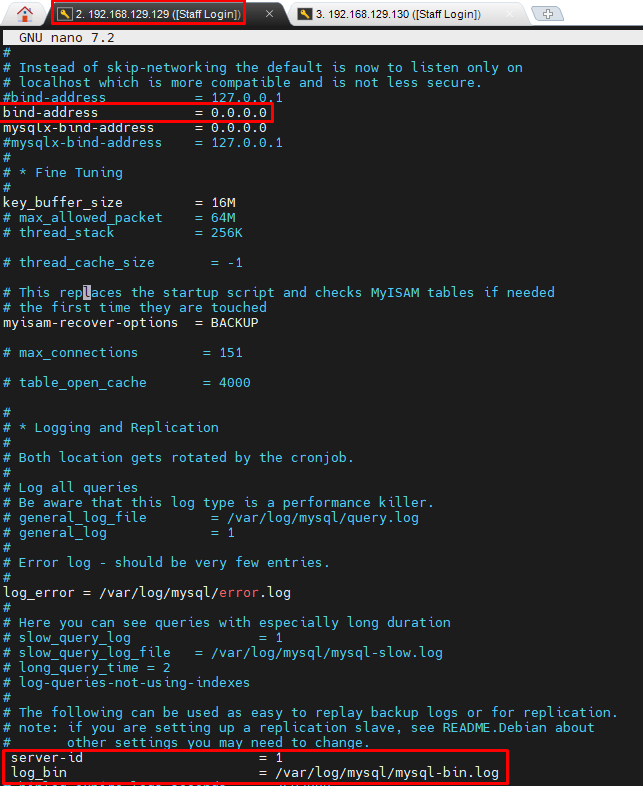 2. 192.168.129.129 ([Staff Login])
3. 192.168.129.130 ([Staff Login])
GNU nano 7.2
#
# Instead of skip-networking the default is now to listen only on
# localhost which is more compatible and is not less secure.
#bind-address           = 127.0.0.1
bind-address            = 0.0.0.0
mysqlx-bind-address     = 0.0.0.0
#mysqlx-bind-address    = 127.0.0.1
#
# * Fine Tuning
#
key_buffer_size         = 16M
# max_allowed_packet    = 64M
# thread_stack          = 256K
# thread_cache_size       = -1
# This replaces the startup script and checks MyISAM tables if needed
# the first time they are touched
myisam-recover-options  = BACKUP
# max_connections        = 151
# table_open_cache       = 4000
#
# * Logging and Replication
#
# Both location gets rotated by the cronjob.
#
# Log all queries
# Be aware that this log type is a performance killer.
# general_log_file        = /var/log/mysql/query.log
# general_log             = 1
#
# Error log - should be very few entries.
#
log_error = /var/log/mysql/error.log
#
# Here you can see queries with especially long duration
# slow_query_log                = 1
# slow_query_log_file   = /var/log/mysql/mysql-slow.log
# long_query_time = 2
# log-queries-not-using-indexes
#
# The following can be used as easy to replay backup logs or for replication.
# note: if you are setting up a replication slave, see README.Debian about
#       other settings you may need to change.
server-id                      = 1
log_bin                        = /var/log/mysql/mysql-bin.log